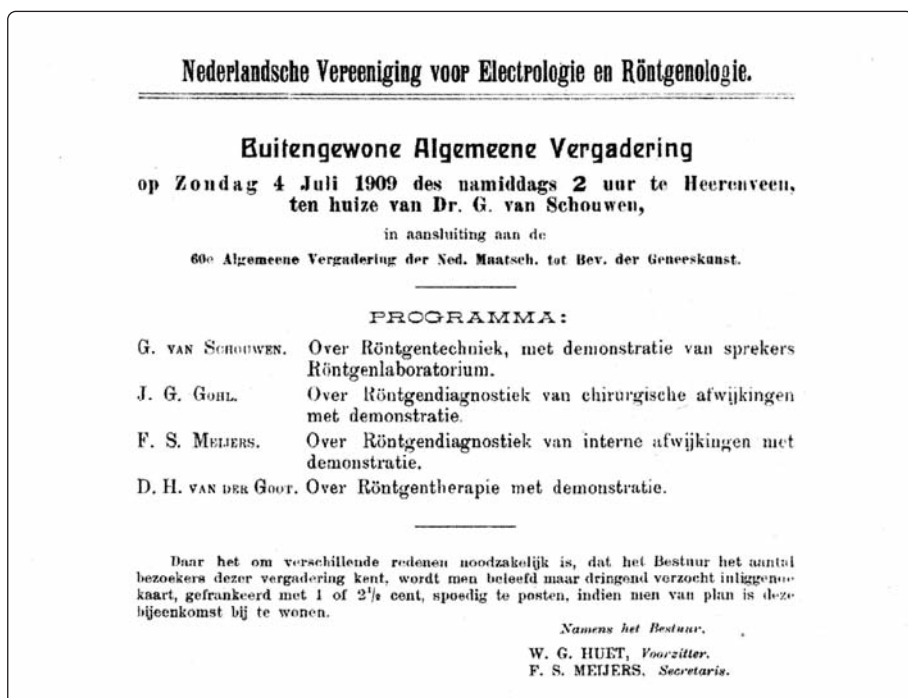 Nederlandsche Vereeniging voor Electrologie en Röntgenologie.
Buitengewone Algemeene Vergadering
op Zondag 4 Juli 1909 des namiddags 2 uur te Heerenveen,
ten huize van Dr. G. van Schouwen,
in aansluiting aan de
60e Algemeene Vergadering der Ned. Maatsch. tot Bev. der Geneeskunst.
PROGRAMMA:
G. VAN SCHOUWEN. Over Röntgentechniek, met demonstratie van sprekers
Röntgenlaboratorium.
J. G. GOHL. Over Röntgendiagnostiek van chirurgische afwijkingen
met demonstratie.
F. S. MEIJERS. Over Röntgendiagnostiek van interne afwijkingen met
demonstratie.
D. H. VAN DER GOOT. Over Röntgentherapie met demonstratie.
Daar het om verschillende redenen noodzakelijk is, dat het Bestuur het aantal
bezoekers dezer vergadering kent, wordt men beleefd maar dringend verzocht inliggende
kaart, gefrankeerd met 1 of 2½ cent, spoedig te posten, indien men van plan is deze
bijeenkomst bij te wonen.
Namens het Bestuur,
W. G. HUET, Voorzitter.
F. S. MEIJERS, Secretaris.